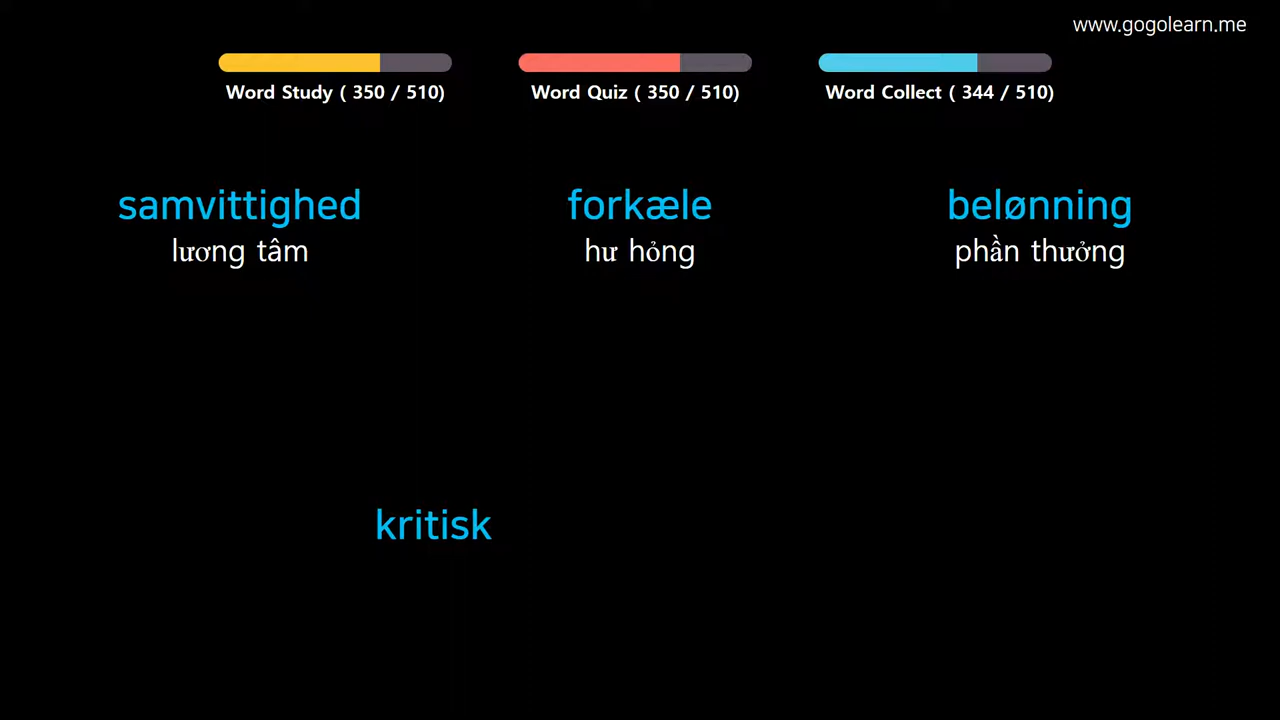 www.gogolearn.me
Word Study ( 350 / 510)
Word Quiz ( 350 / 510)
Word Collect ( 344 / 510)
samvittighed
lương tâm
forkæle
hư hỏng
belønning
phần thưởng
kritisk